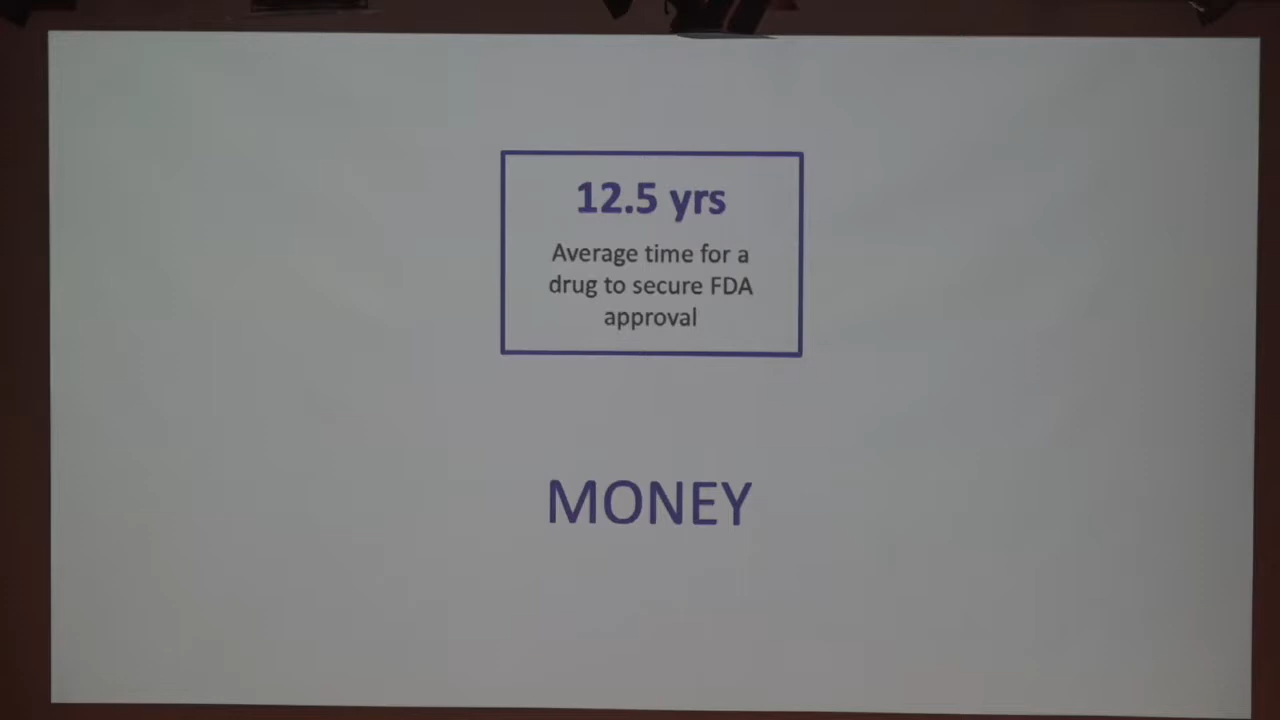 12.5 yrs
Average time for a
drug to secure FDA
approval
MONEY